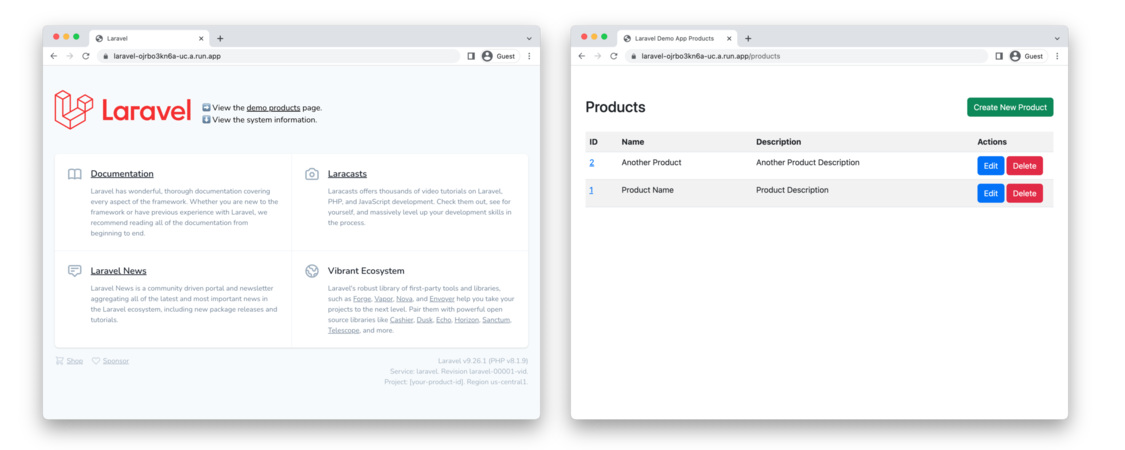 Laravel
laravel-ojrbo3kn6a-uc.a.run.app
Guest
Laravel
View the demo products page.
View the system information.
Documentation
Laravel has wonderful, thorough documentation covering
every aspect of the framework. Whether you are new to the
framework or have previous experience with Laravel, we
recommend reading all of the documentation from
beginning to end.
Laracasts
Laracasts offers thousands of video tutorials on Laravel,
PHP, and JavaScript development. Check them out, see for
yourself, and massively level up your development skills in
the process.
Laravel News
Laravel News is a community driven portal and newsletter
aggregating all of the latest and most important news in
the Laravel ecosystem, including new package releases and
tutorials.
Vibrant Ecosystem
Laravel's robust library of first-party tools and libraries,
such as Forge, Vapor, Nova, and Envoyer help you take your
projects to the next level. Pair them with powerful open
source libraries like Cashier, Dusk, Echo, Horizon, Sanctum,
Telescope, and more.
Shop Sponsor
Laravel v9.26.1 (PHP v8.1.9)
Service: laravel. Revision laravel-00001-vid.
Project: [your-product-id]. Region us-central1.
Laravel Demo App Products
laravel-ojrbo3kn6a-uc.a.run.app/products
Guest
Products
Create New Product
ID Name Description Actions
2 Another Product Another Product Description Edit Delete
1 Product Name Product Description Edit Delete